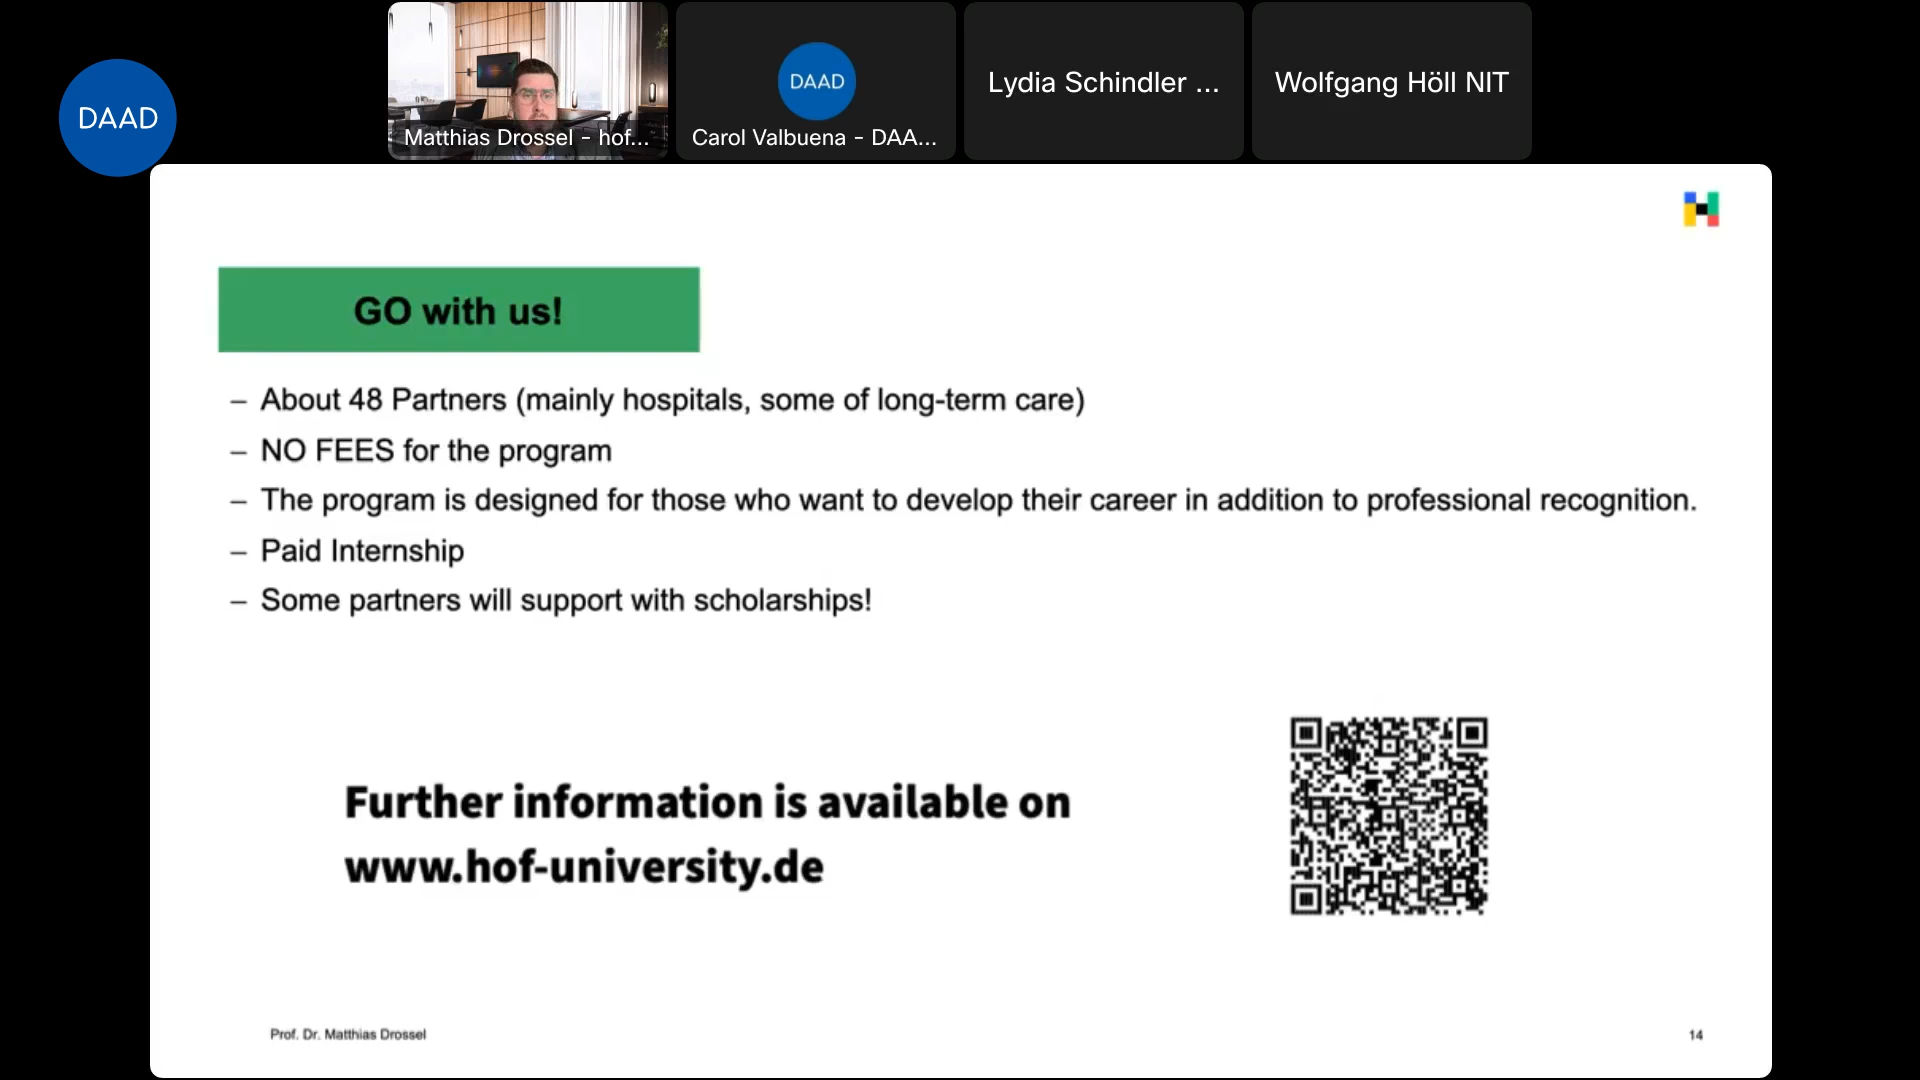 DAAD
Matthias Drossel - hof...
DAAD
Carol Valbuena - DAA...
Lydia Schindler ...
Wolfgang Höll NIT
GO with us!
– About 48 Partners (mainly hospitals, some of long-term care)
– NO FEES for the program
– The program is designed for those who want to develop their career in addition to professional recognition.
– Paid Internship
– Some partners will support with scholarships!
Further information is available on
www.hof-university.de
Prof. Dr. Matthias Drossel
14